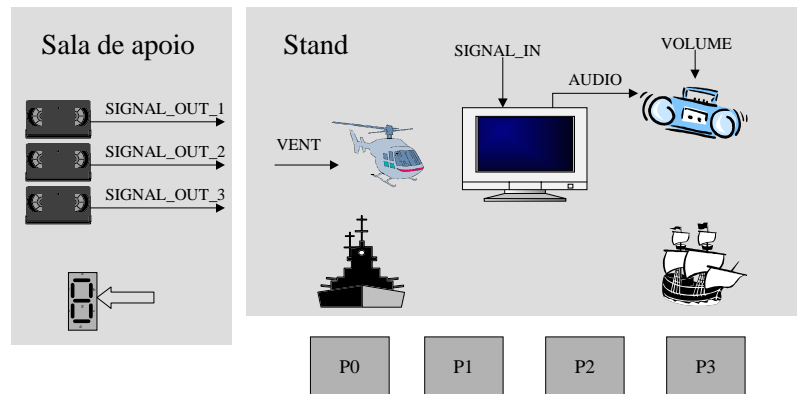 Sala de apoio
SIGNAL_OUT_1
SIGNAL_OUT_2
SIGNAL_OUT_3
Stand
SIGNAL_IN
VOLUME
AUDIO
VENT
P0
P1
P2
P3